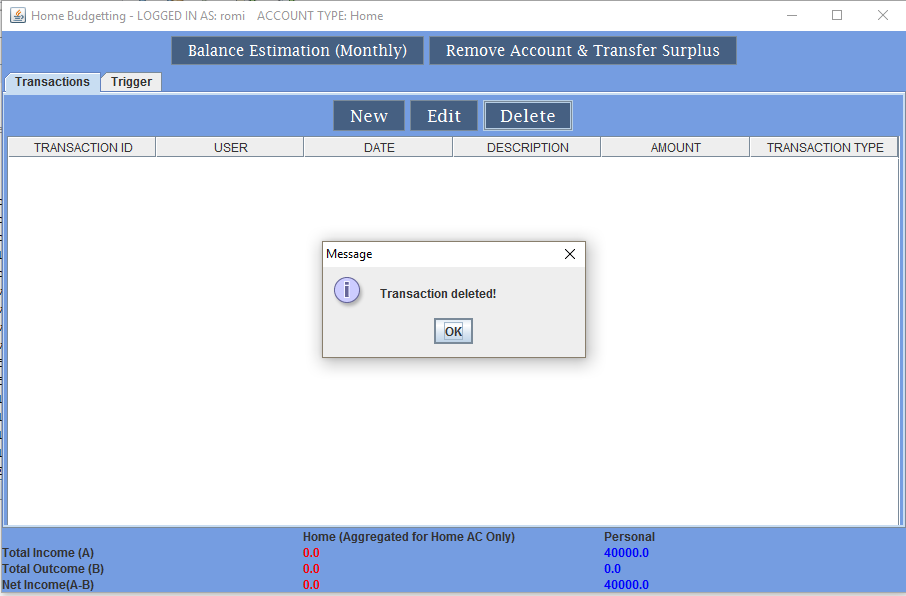 Home Budgetting - LOGGED IN AS: romi ACCOUNT TYPE: Home
Balance Estimation (Monthly) Remove Account & Transfer Surplus
Transactions Trigger
New Edit Delete
TRANSACTION ID USER DATE DESCRIPTION AMOUNT TRANSACTION TYPE
Message
i
Transaction deleted!
OK
Home (Aggregated for Home AC Only) Personal
Total Income (A) 0.0 40000.0
Total Outcome (B) 0.0 0.0
Net Income(A-B) 0.0 40000.0